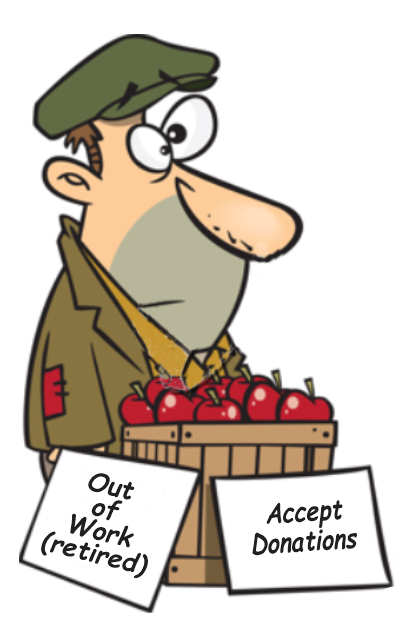 Out
of
Work
(retired)
Accept
Donations